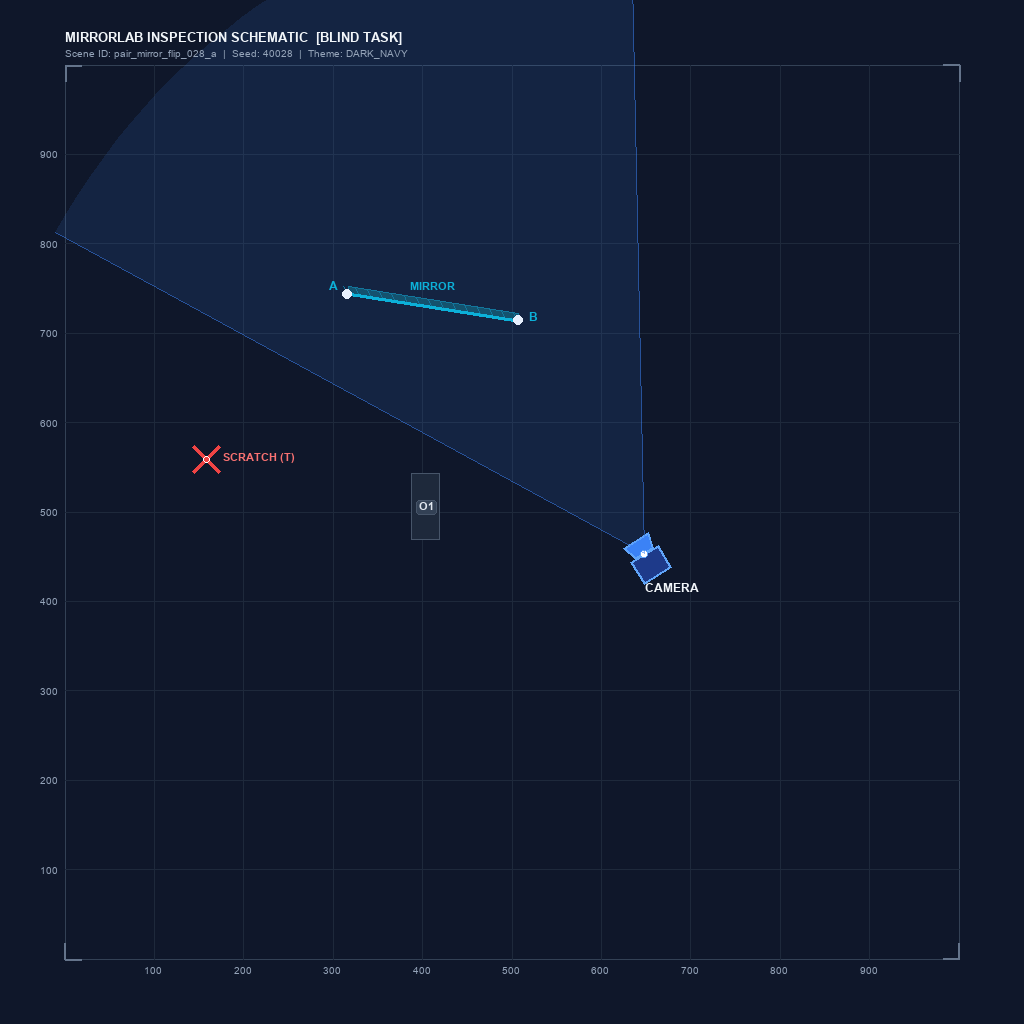 MIRRORLAB INSPECTION SCHEMATIC [BLIND TASK]
Scene ID: pair_mirror_flip_028_a | Seed: 40028 | Theme: DARK_NAVY
900
800
A
MIRROR
B
700
600
SCRATCH (T)
O1
500
CAMERA
400
300
200
100
100 200 300 400 500 600 700 800 900